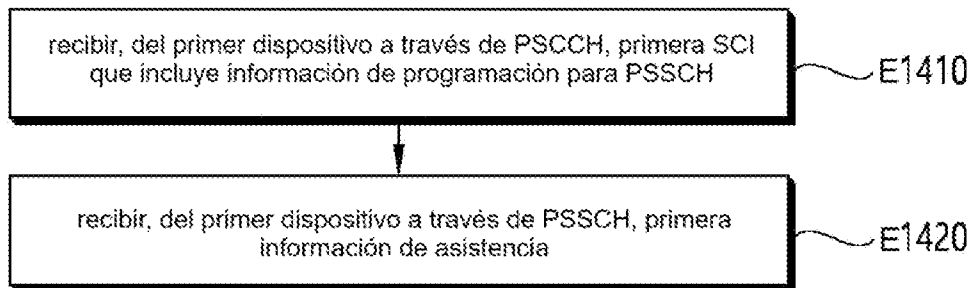 recibir, del primer dispositivo a través de PSCCH, primera SCI
que incluye información de programación para PSSCH
E1410
recibir, del primer dispositivo a través de PSSCH, primera
información de asistencia
E1420